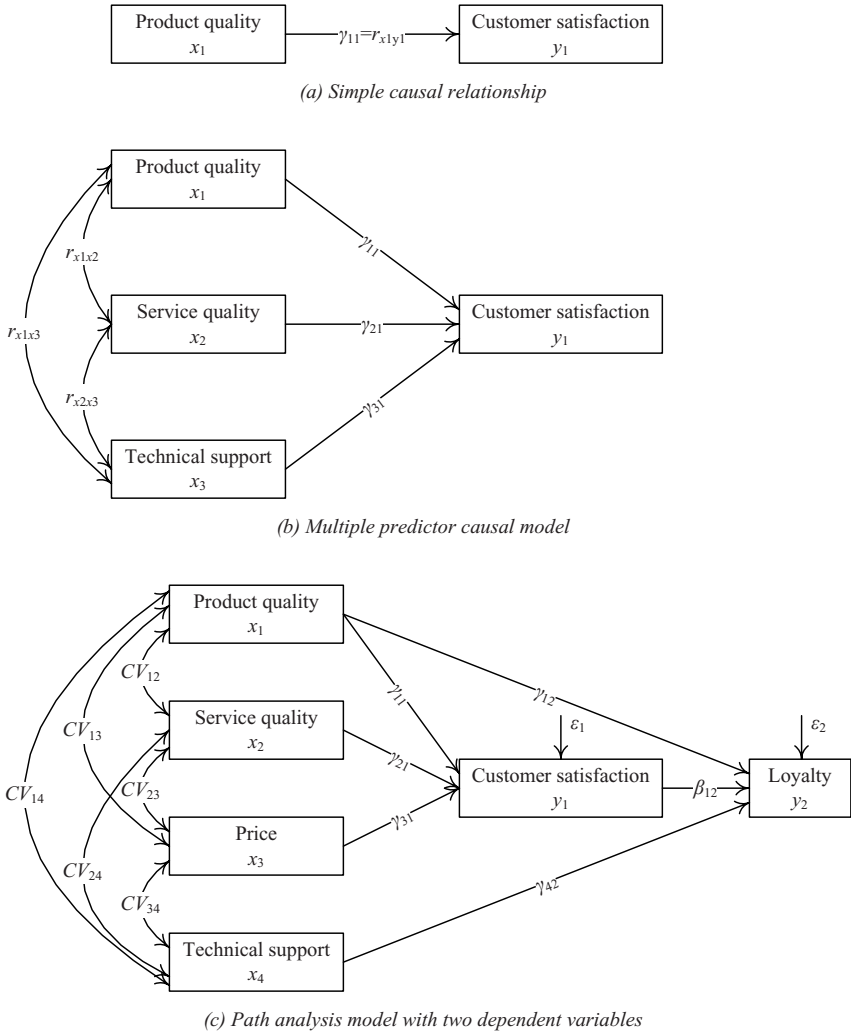 Product quality
x₁
γ₁₁=rₓ₁ᵧ₁
Customer satisfaction
y₁
(a) Simple causal relationship
Product quality
x₁
rₓ₁ₓ₂
γ₁₁
rₓ₁ₓ₃
Service quality
x₂
γ₂₁
Customer satisfaction
y₁
rₓ₂ₓ₃
γ₃₁
Technical support
x₃
(b) Multiple predictor causal model
Product quality
x₁
CV₁₂
γ₁₁
γ₁₂
CV₁₃
Service quality
x₂
ε₁
ε₂
γ₂₁
CV₁₄
CV₂₃
Customer satisfaction
y₁
β₁₂
Loyalty
y₂
γ₃₁
Price
x₃
CV₂₄
CV₃₄
γ₄₂
Technical support
x₄
(c) Path analysis model with two dependent variables